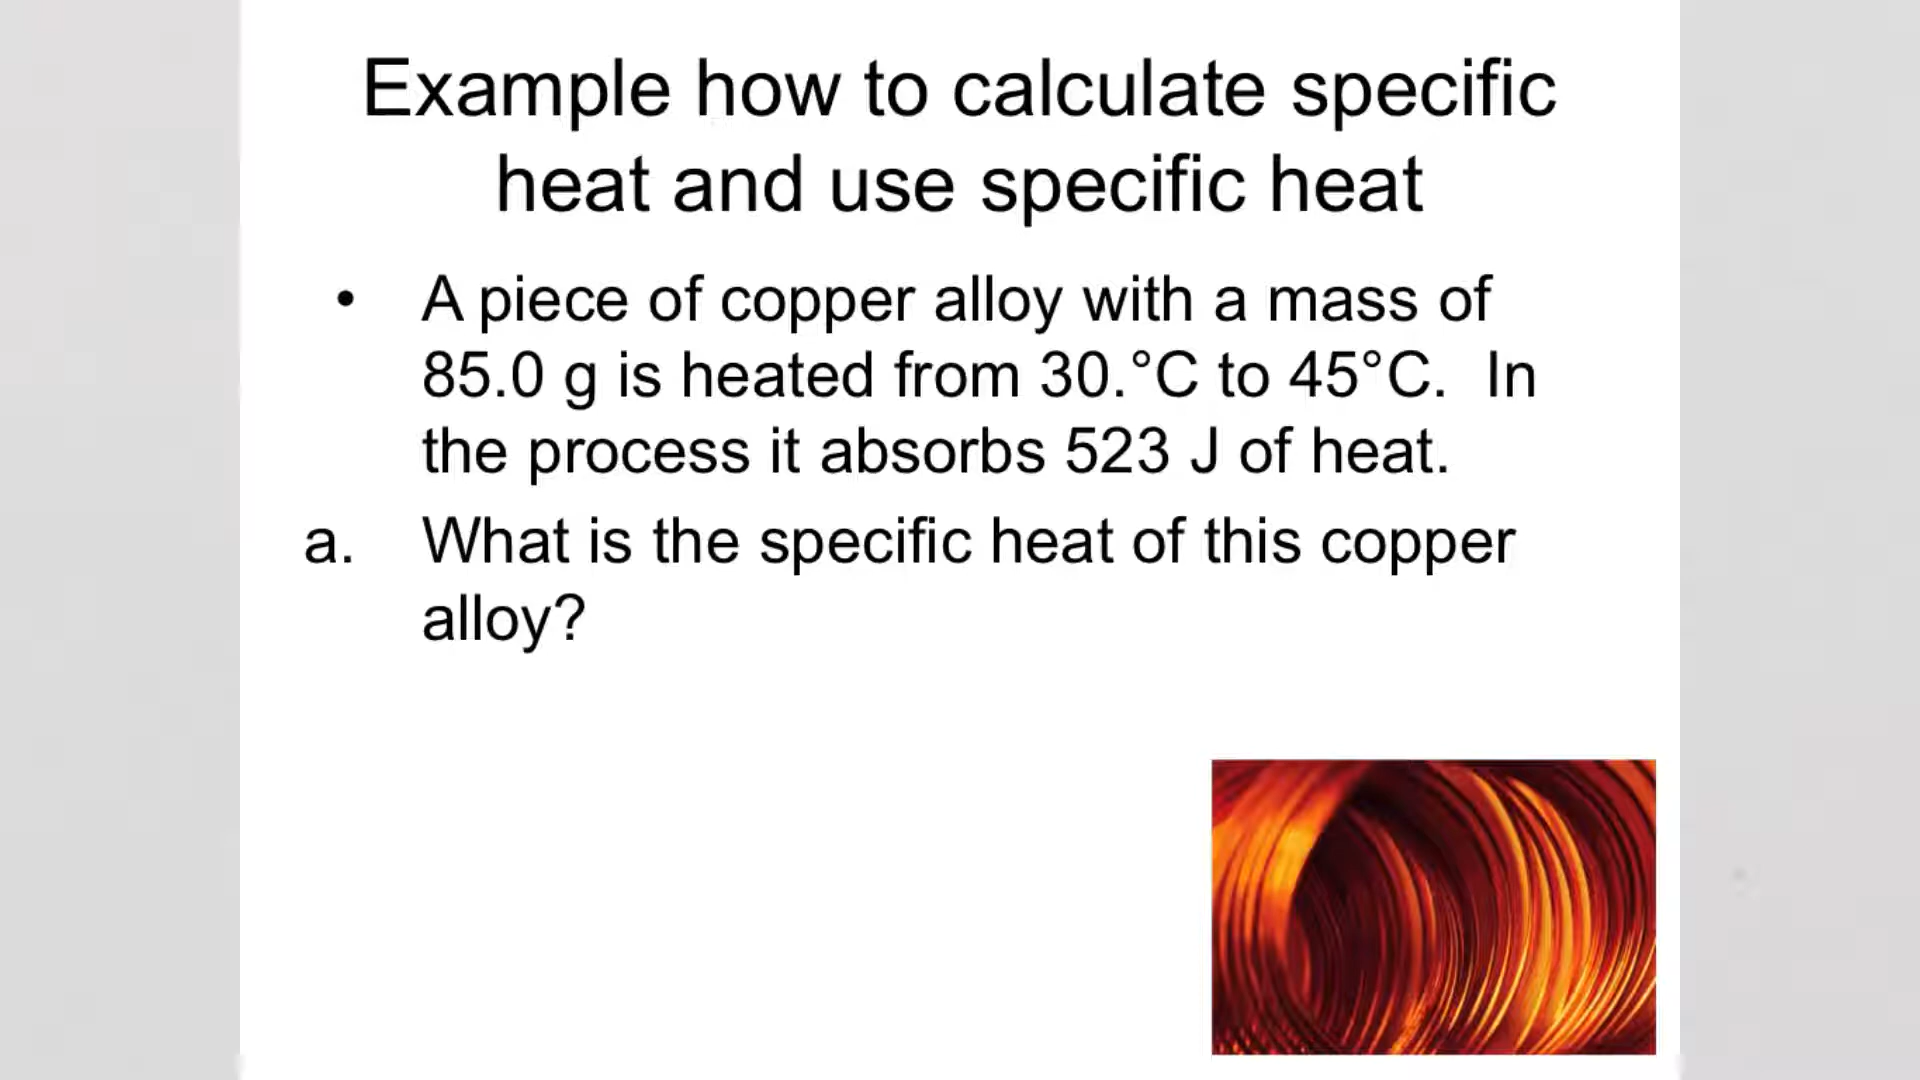 Example how to calculate specific
heat and use specific heat
• A piece of copper alloy with a mass of
85.0 g is heated from 30.°C to 45°C.  In
the process it absorbs 523 J of heat.
a. What is the specific heat of this copper
alloy?